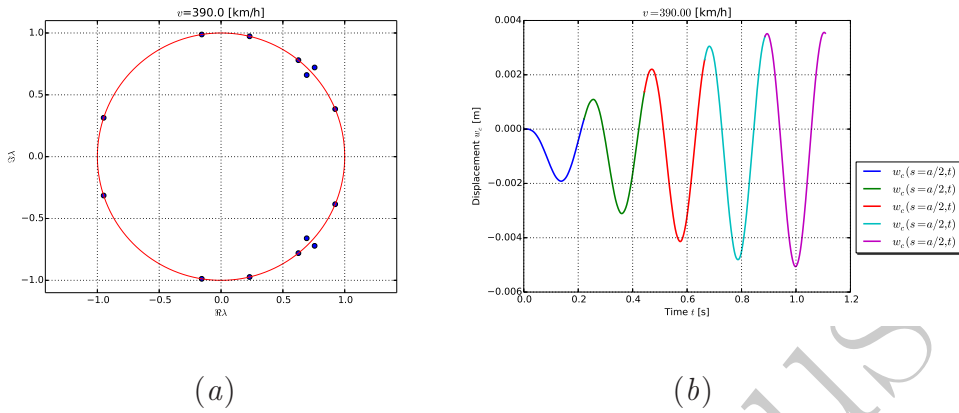 v=390.0 [km/h]
1.0
0.5
0.0
−0.5
−1.0
ℑλ
−1.0 −0.5 0.0 0.5 1.0
ℜλ
(a)
v=390.00 [km/h]
0.004
0.002
0.000
−0.002
−0.004
−0.006
Displacement w_c [m]
0.0 0.2 0.4 0.6 0.8 1.0 1.2
Time t [s]
w_c(s=a/2,t)
w_c(s=a/2,t)
w_c(s=a/2,t)
w_c(s=a/2,t)
w_c(s=a/2,t)
(b)